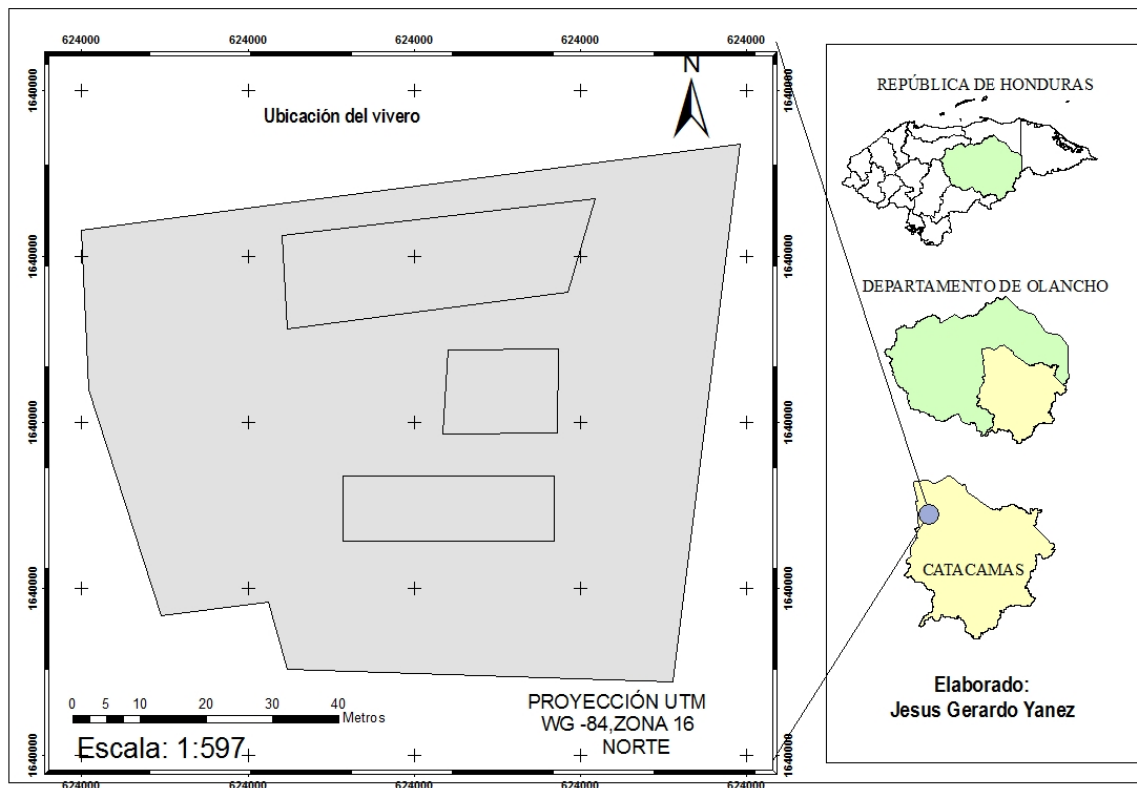 624000 624000 624000 624000 624000
N
Ubicación del vivero
1640000 1640000
1640000 1640000
1640000 1640000
1640000 1640000
1640000 1640000
0 5 10 20 30 40
Metros
Escala: 1:597
PROYECCIÓN UTM
WG -84,ZONA 16
NORTE
624000 624000 624000 624000 624000
REPÚBLICA DE HONDURAS
DEPARTAMENTO DE OLANCHO
CATACAMAS
Elaborado:
Jesus Gerardo Yanez